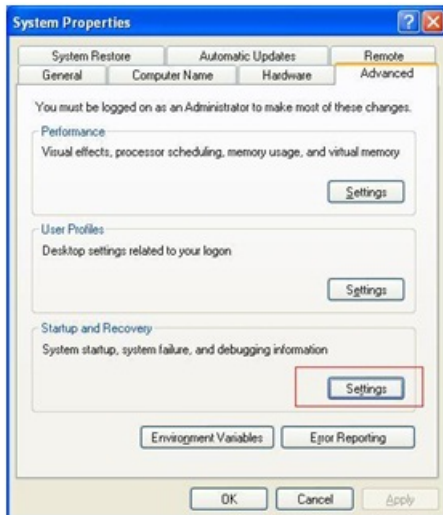 System Properties
System Restore Automatic Updates Remote
General Computer Name Hardware Advanced
You must be logged on as an Administrator to make most of these changes.
Performance
Visual effects, processor scheduling, memory usage, and virtual memory
Settings
User Profiles
Desktop settings related to your logon
Settings
Startup and Recovery
System startup, system failure, and debugging information
Settings
Environment Variables Error Reporting
OK Cancel Apply